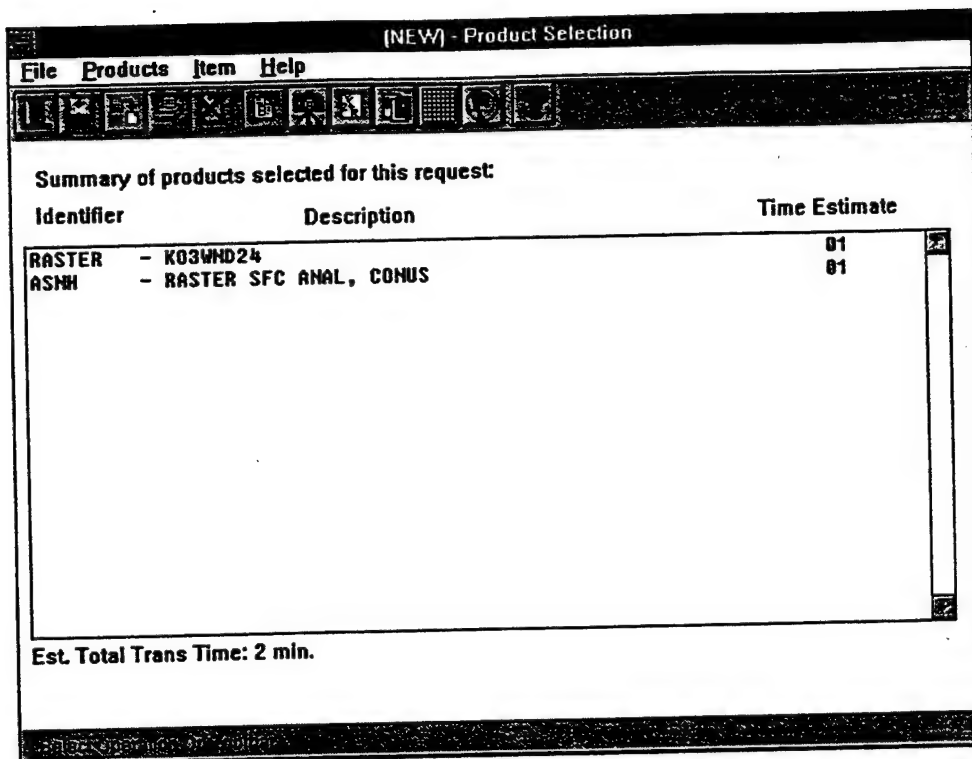 (NEW) - Product Selection
File Products Item Help
Summary of products selected for this request:
Identifier Description Time Estimate
RASTER - K03WND24 01
ASNH - RASTER SFC ANAL, CONUS 01
Est. Total Trans Time: 2 min.